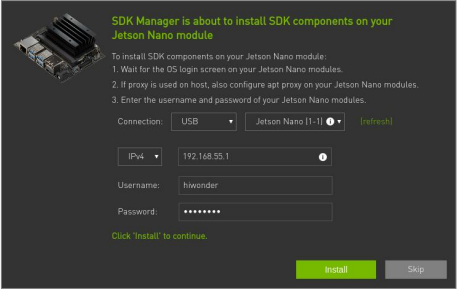 SDK Manager is about to install SDK components on your
Jetson Nano module
To install SDK components on your Jetson Nano module:
1. Wait for the OS login screen on your Jetson Nano modules.
2. If proxy is used on host, also configure apt proxy on your Jetson Nano modules.
3. Enter the username and password of your Jetson Nano modules.
Connection: USB Jetson Nano (1-1) (refresh)
IPv4 192.168.55.1
Username: hiwonder
Password: ••••••••
Click 'Install' to continue.
Install Skip